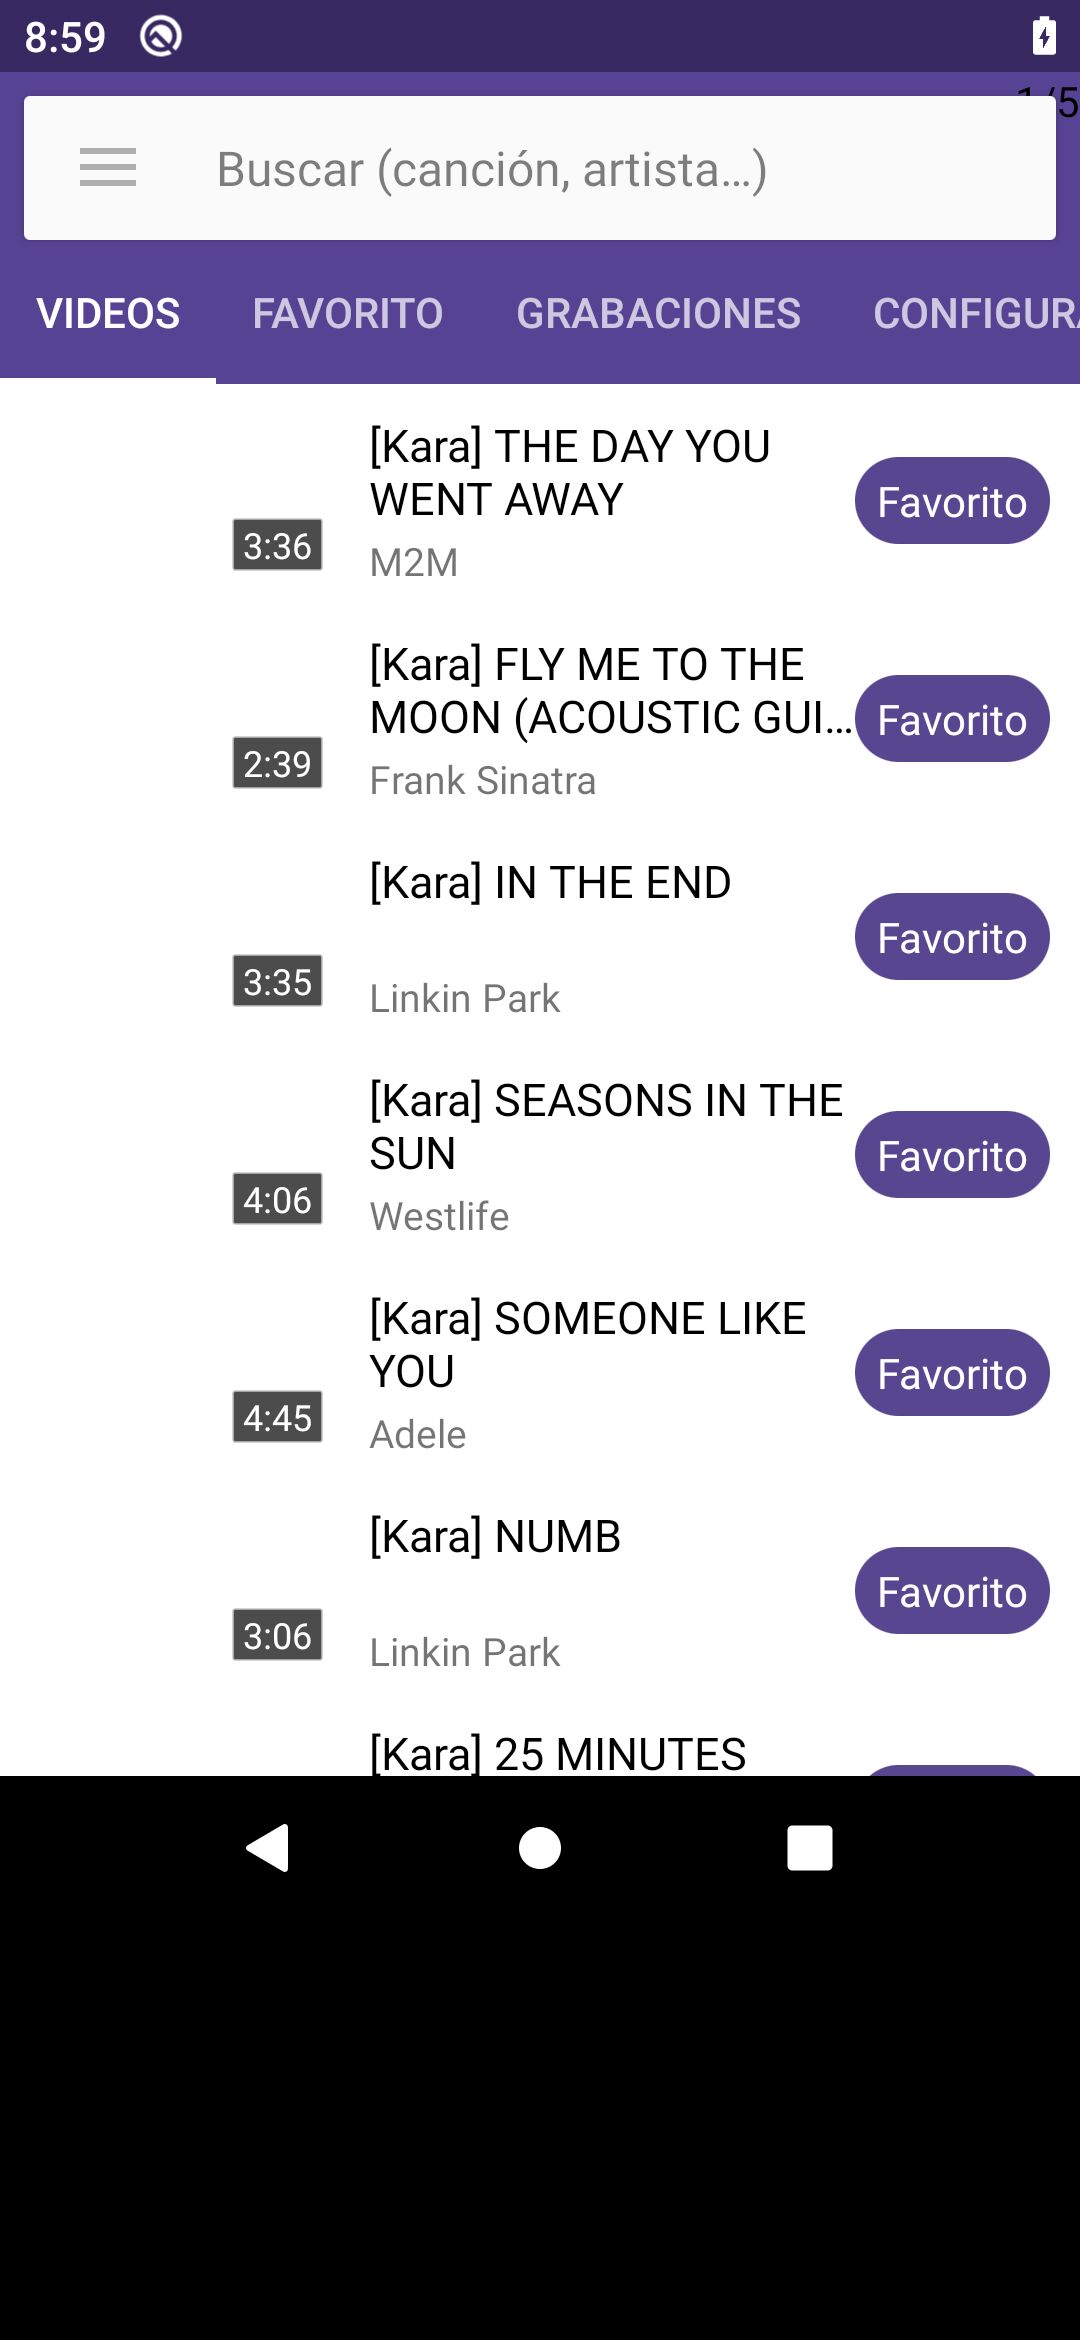 8:59
1/5
Buscar (canción, artista...)
VIDEOS FAVORITO GRABACIONES CONFIGURA
[Kara] THE DAY YOU
WENT AWAY
Favorito
3:36
M2M
[Kara] FLY ME TO THE
MOON (ACOUSTIC GUI...
Favorito
2:39
Frank Sinatra
[Kara] IN THE END
Favorito
3:35
Linkin Park
[Kara] SEASONS IN THE
SUN
Favorito
4:06
Westlife
[Kara] SOMEONE LIKE
YOU
Favorito
4:45
Adele
[Kara] NUMB
Favorito
3:06
Linkin Park
[Kara] 25 MINUTES